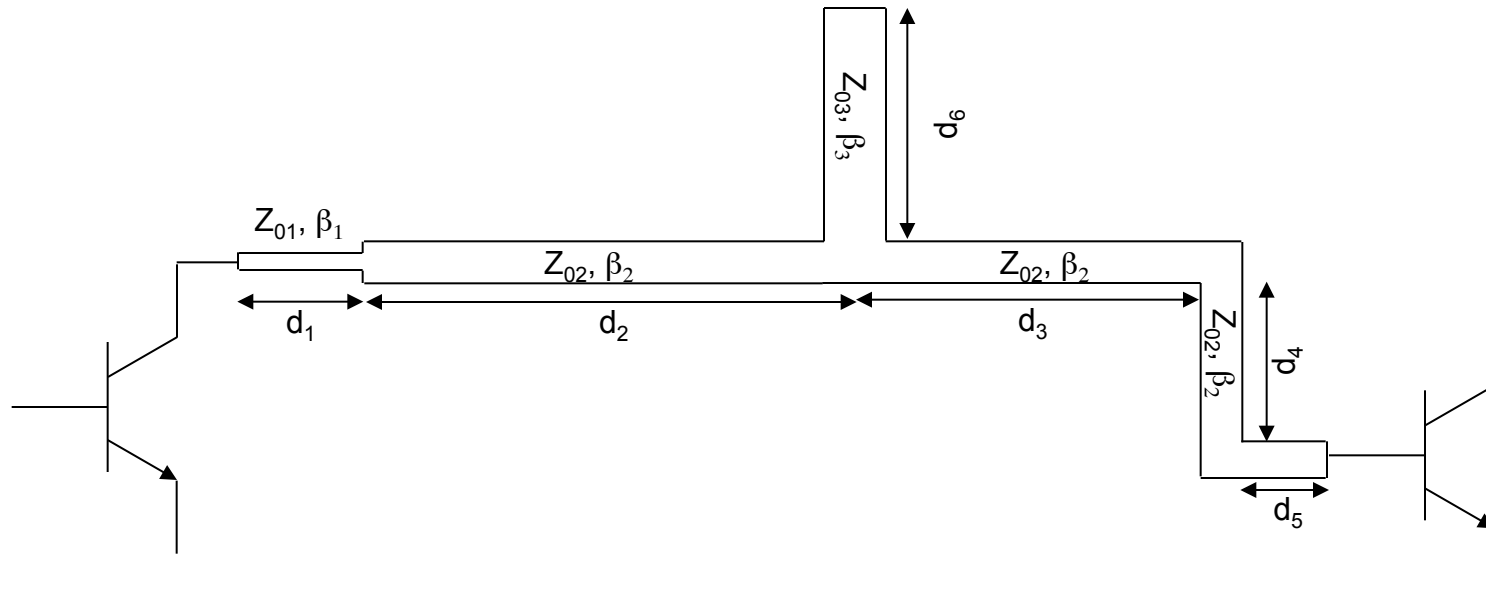 Z₀₃, β₃
d₆
Z₀₁, β₁
Z₀₂, β₂
Z₀₂, β₂
d₁
d₂
d₃
Z₀₂, β₂
d₄
d₅